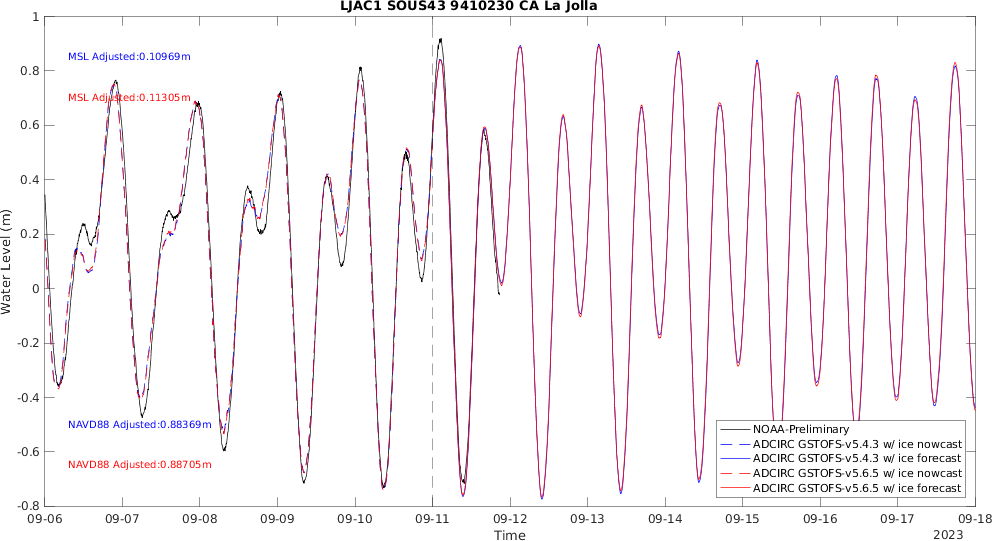 LJAC1 SOUS43 9410230 CA La Jolla
MSL Adjusted:0.10969m
MSL Adjusted:0.11305m
NAVD88 Adjusted:0.88369m
NAVD88 Adjusted:0.88705m
Water Level (m)
1
0.8
0.6
0.4
0.2
0
-0.2
-0.4
-0.6
-0.8
NOAA-Preliminary
ADCIRC GSTOFS-v5.4.3 w/ ice nowcast
ADCIRC GSTOFS-v5.4.3 w/ ice forecast
ADCIRC GSTOFS-v5.6.5 w/ ice nowcast
ADCIRC GSTOFS-v5.6.5 w/ ice forecast
09-06 09-07 09-08 09-09 09-10 09-11 09-12 09-13 09-14 09-15 09-16 09-17 09-18
Time
2023